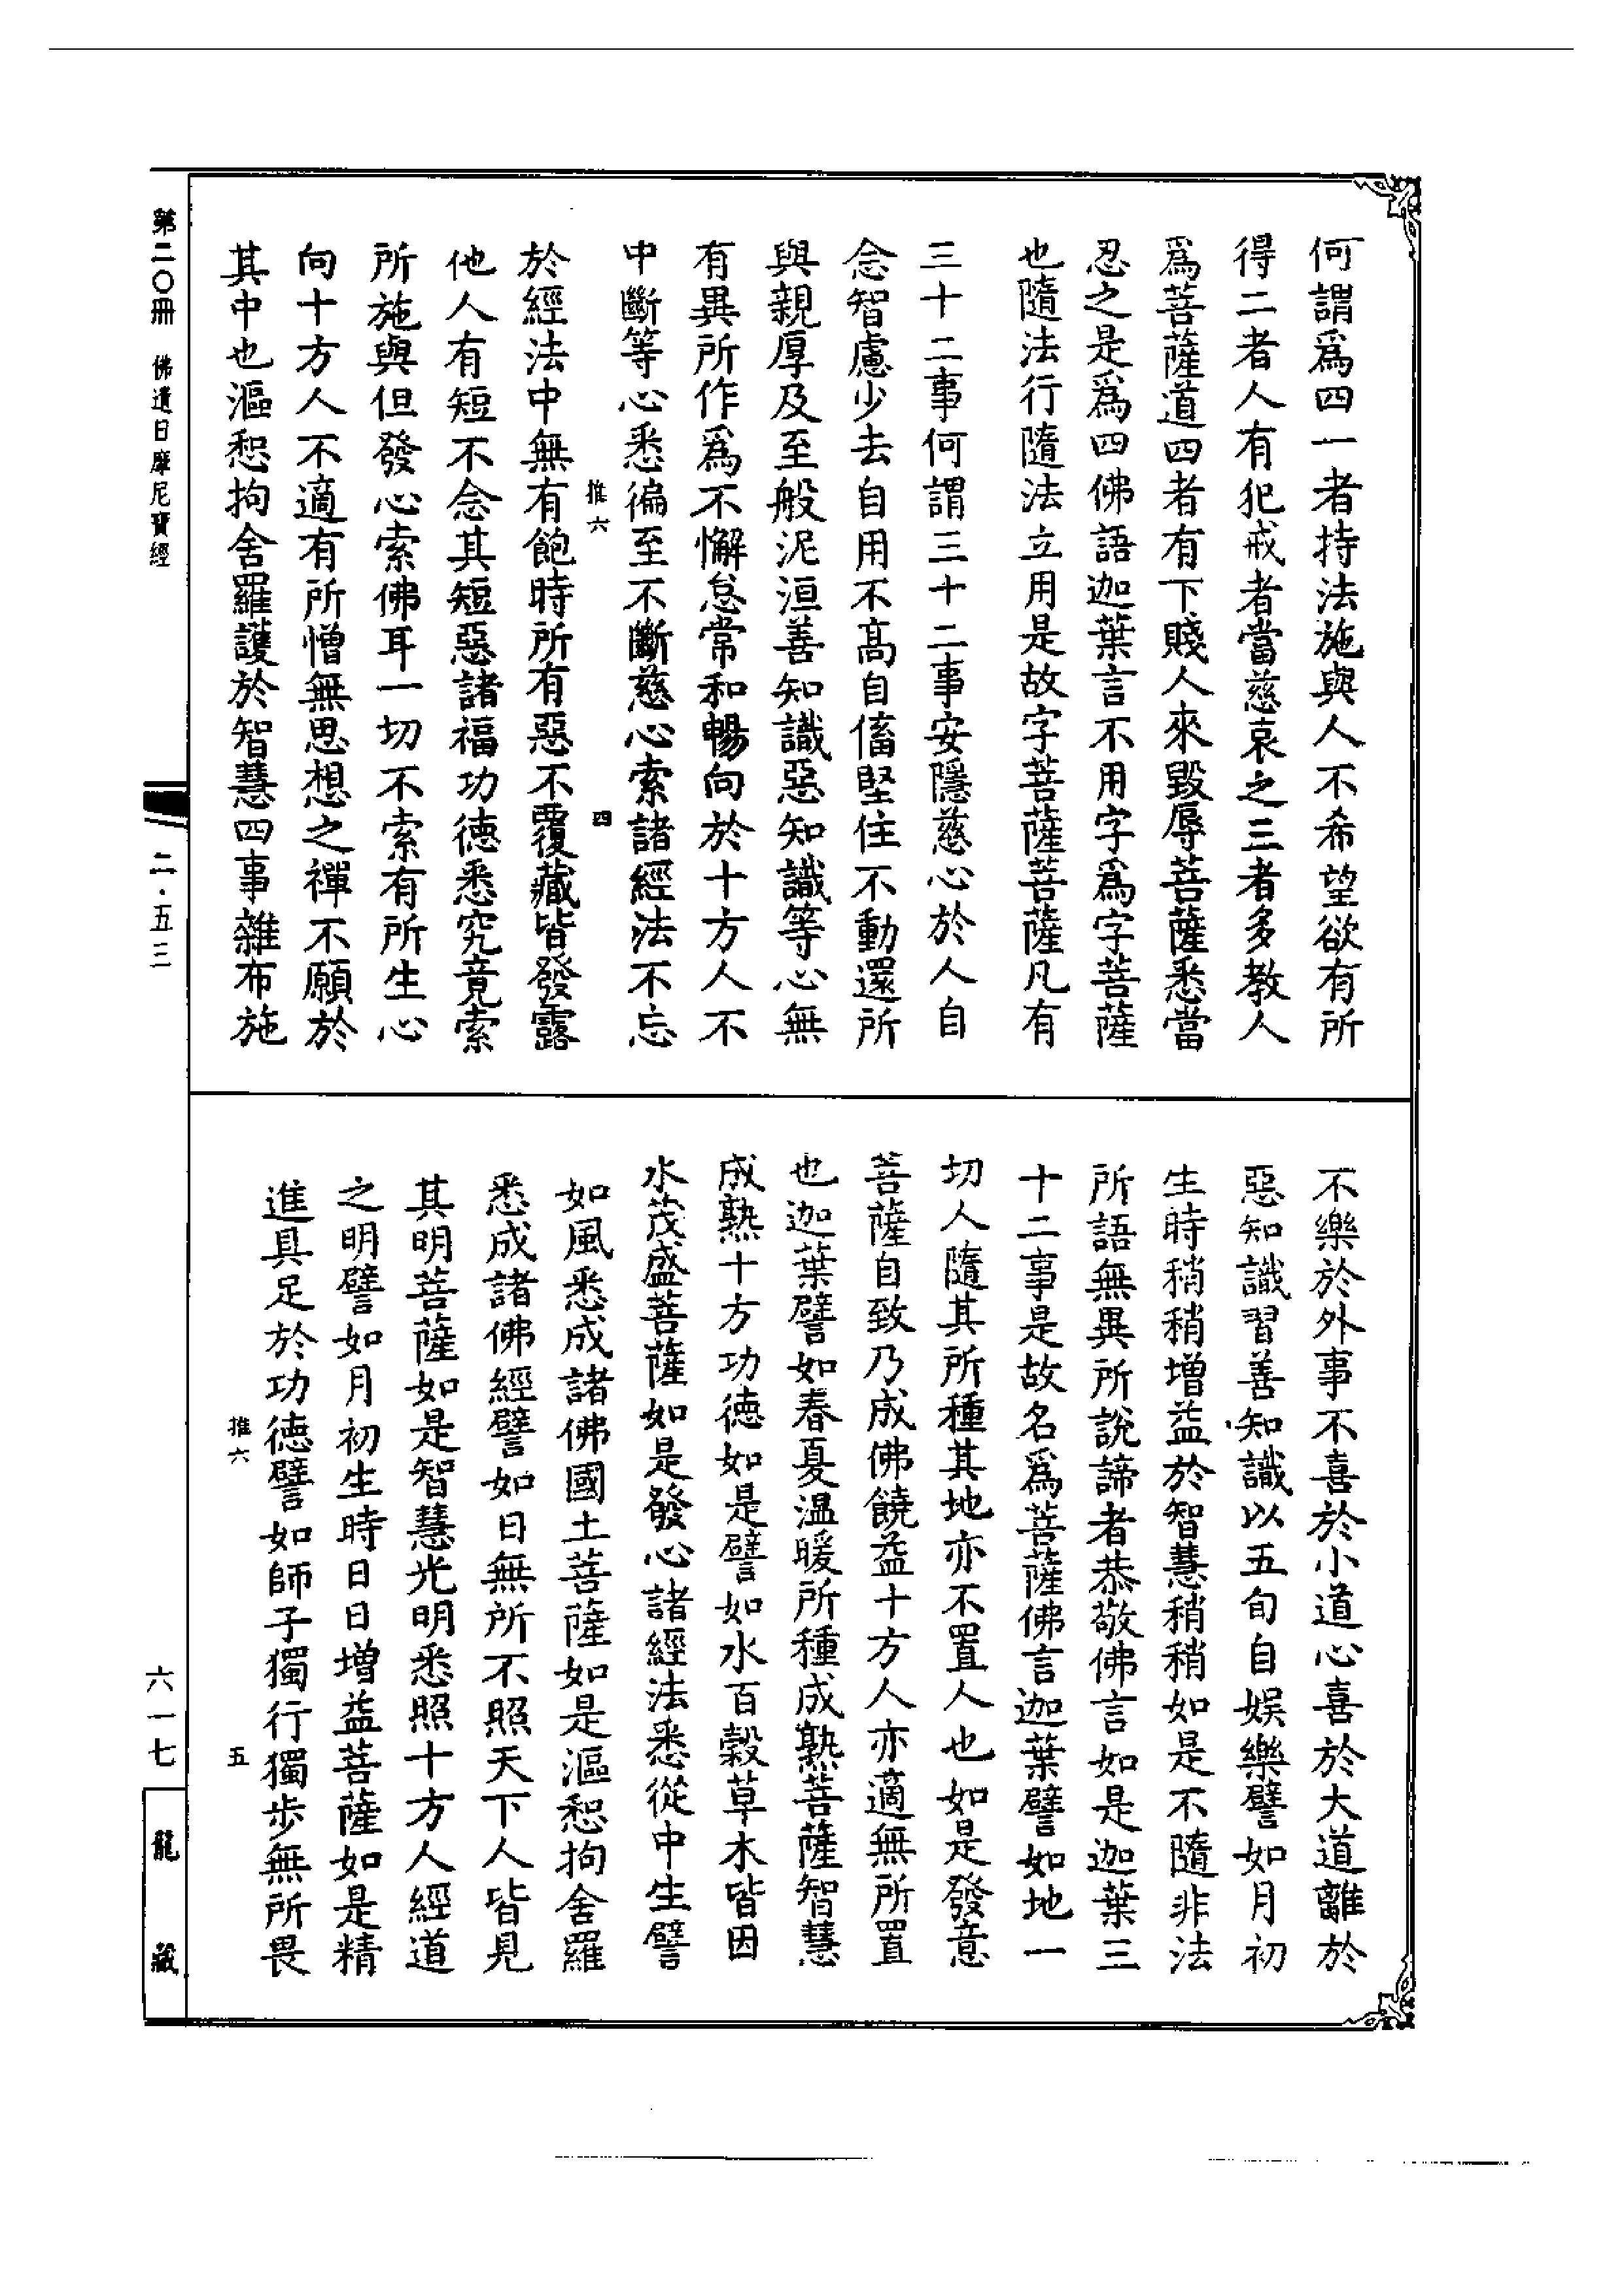 何謂爲四一者持法施與人不希望欲有所
得二者人有犯戒者當慈哀之三者多教人
爲菩薩道四者有下賤人來毀辱菩薩悉當
忍之是爲四佛語迦葉言不用字爲字菩薩
也隨法行隨法立用是故字菩薩菩薩凡有
三十二事何謂三十二事安隱慈心於人自
念智慮少去自用不高自偹堅住不動還所
與親厚及至般泥洹善知識惡知識等心無
有異所作爲不懈怠常和暢向於十方人不
中斷等心悉徧至不斷慈心索諸經法不忘
推六
四
於經法中無有飽時所有惡不覆藏皆發露
他人有短不念其短惡諸福功德悉究竟索
所施與但發心索佛耳一切不索有所生心
向十方人不適有所憎無思想之禪不願於
其中也漚惒拘舍羅護於智慧四事雜布施
不樂於外事不喜於小道心喜於大道離於
惡知識習善知識以五旬自娛樂譬如月初
生時稍稍增益於智慧稍稍如是不隨非法
所語無異所說諦者恭敬佛言如是迦葉三
十二事是故名爲菩薩佛言迦葉譬如地一
切人隨其所種其地亦不置人也如是發意
菩薩自致乃成佛饒益十方人亦適無所置
也迦葉譬如春夏温暖所種成熟菩薩智慧
成熟十方功德如是譬如水百穀草木皆因
水茂盛菩薩如是發心諸經法悉從中生譬
如風悉成諸佛國土菩薩如是漚惒拘舍羅
悉成諸佛經譬如日無所不照天下人皆見
其明菩薩如是智慧光明悉照十方人經道
之明譬如月初生時日日增益菩薩如是精
進具足於功德譬如師子獨行獨步無所畏
推六
五
第二〇冊 佛遺日摩尼寶經
二·五三
六一七
龍藏